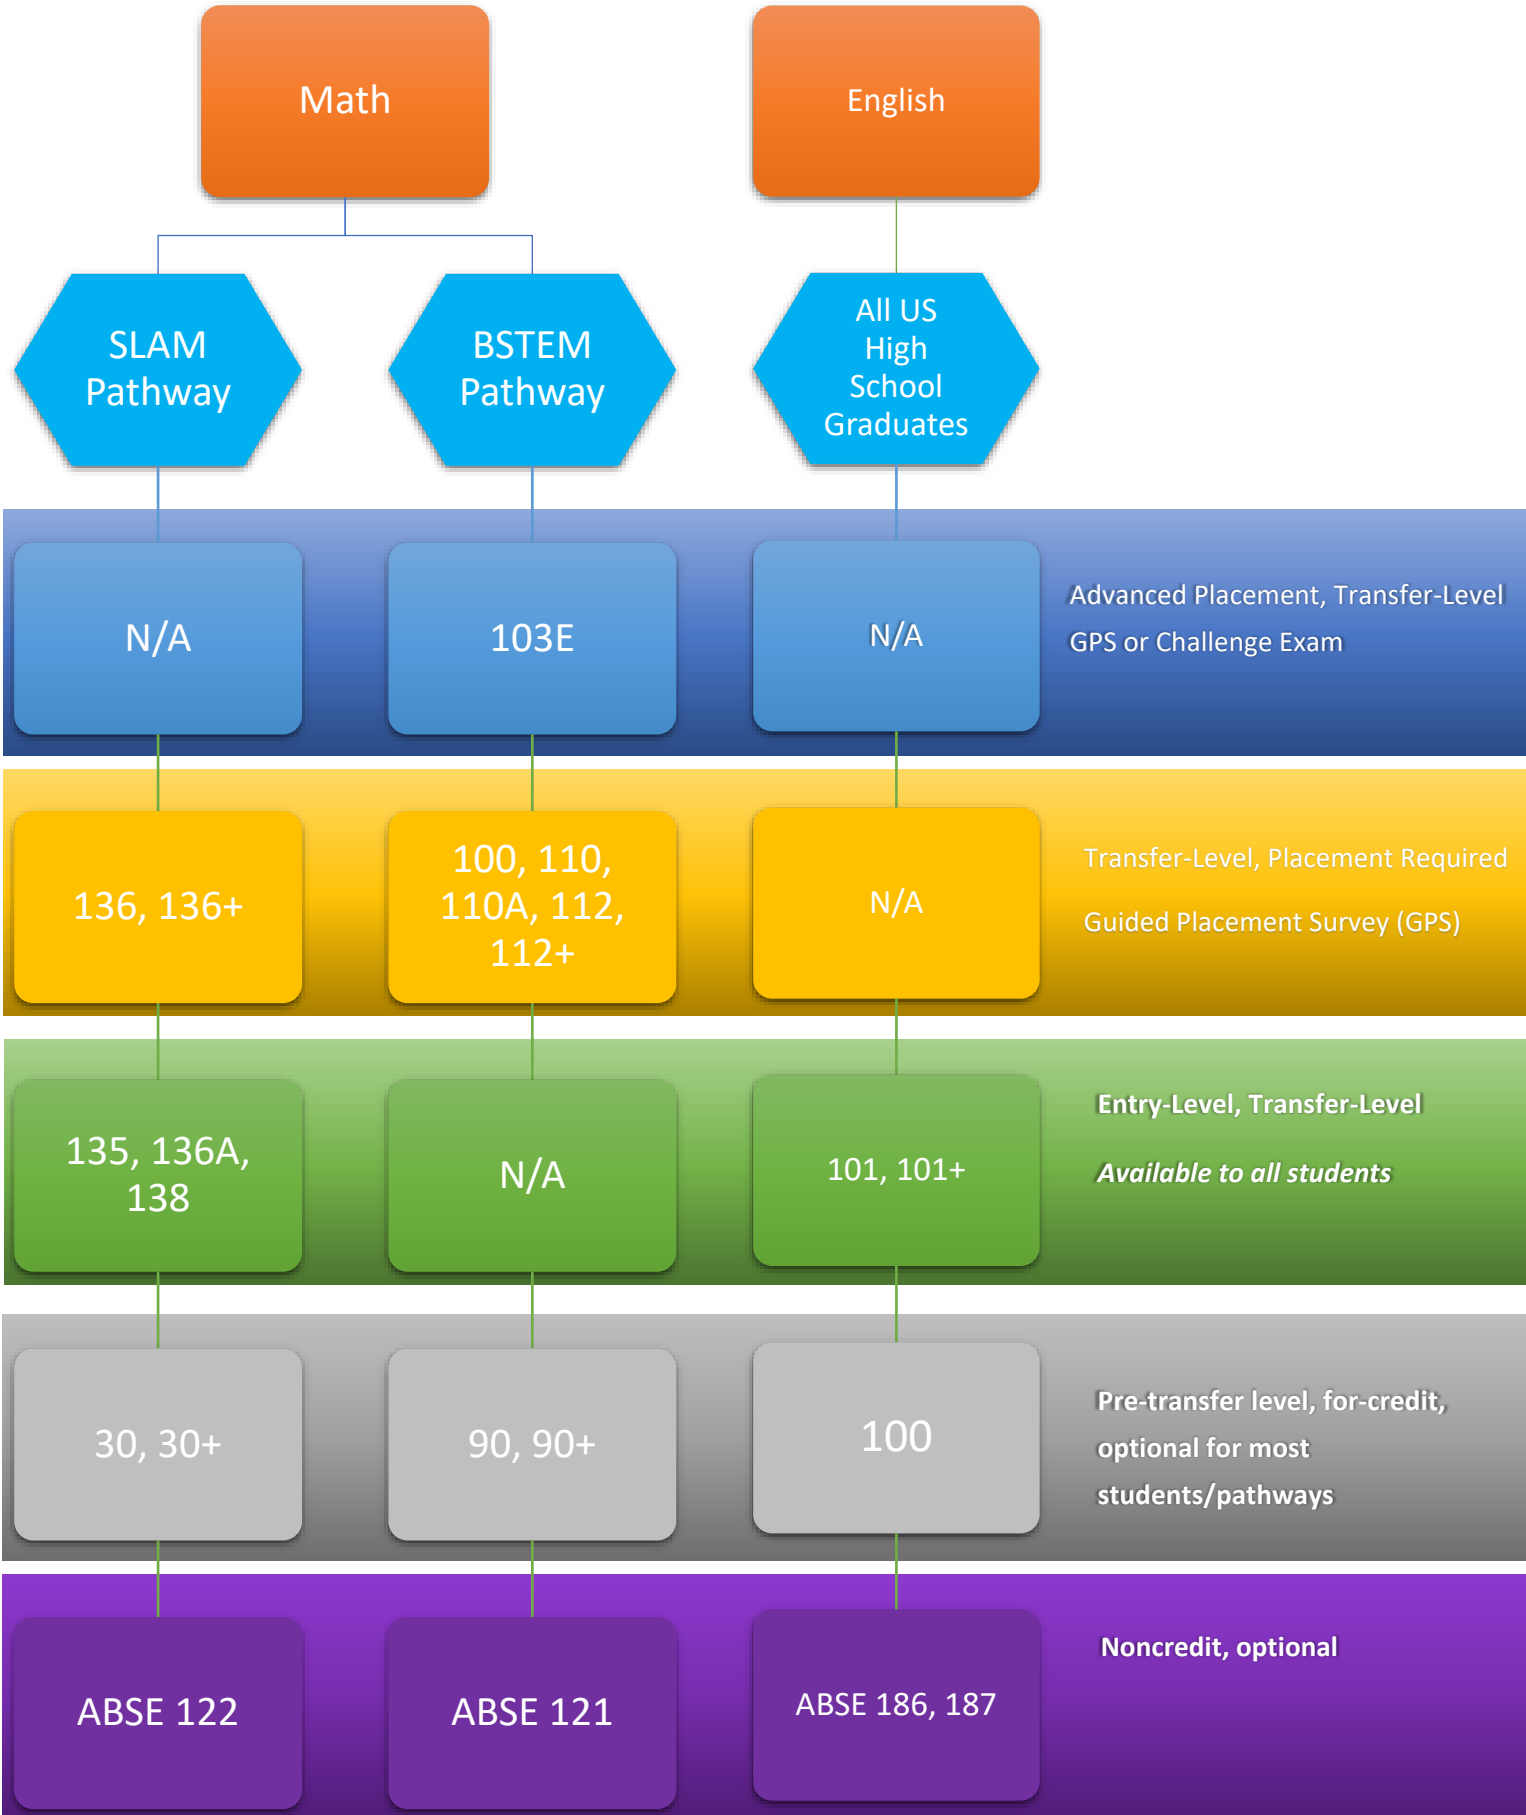 Math
English
SLAM
Pathway
BSTEM
Pathway
All US
High
School
Graduates
N/A
103E
N/A
Advanced Placement, Transfer-Level
GPS or Challenge Exam
136, 136+
100, 110,
110A, 112,
112+
N/A
Transfer-Level, Placement Required
Guided Placement Survey (GPS)
135, 136A,
138
N/A
101, 101+
Entry-Level, Transfer-Level
Available to all students
30, 30+
90, 90+
100
Pre-transfer level, for-credit,
optional for most
students/pathways
ABSE 122
ABSE 121
ABSE 186, 187
Noncredit, optional